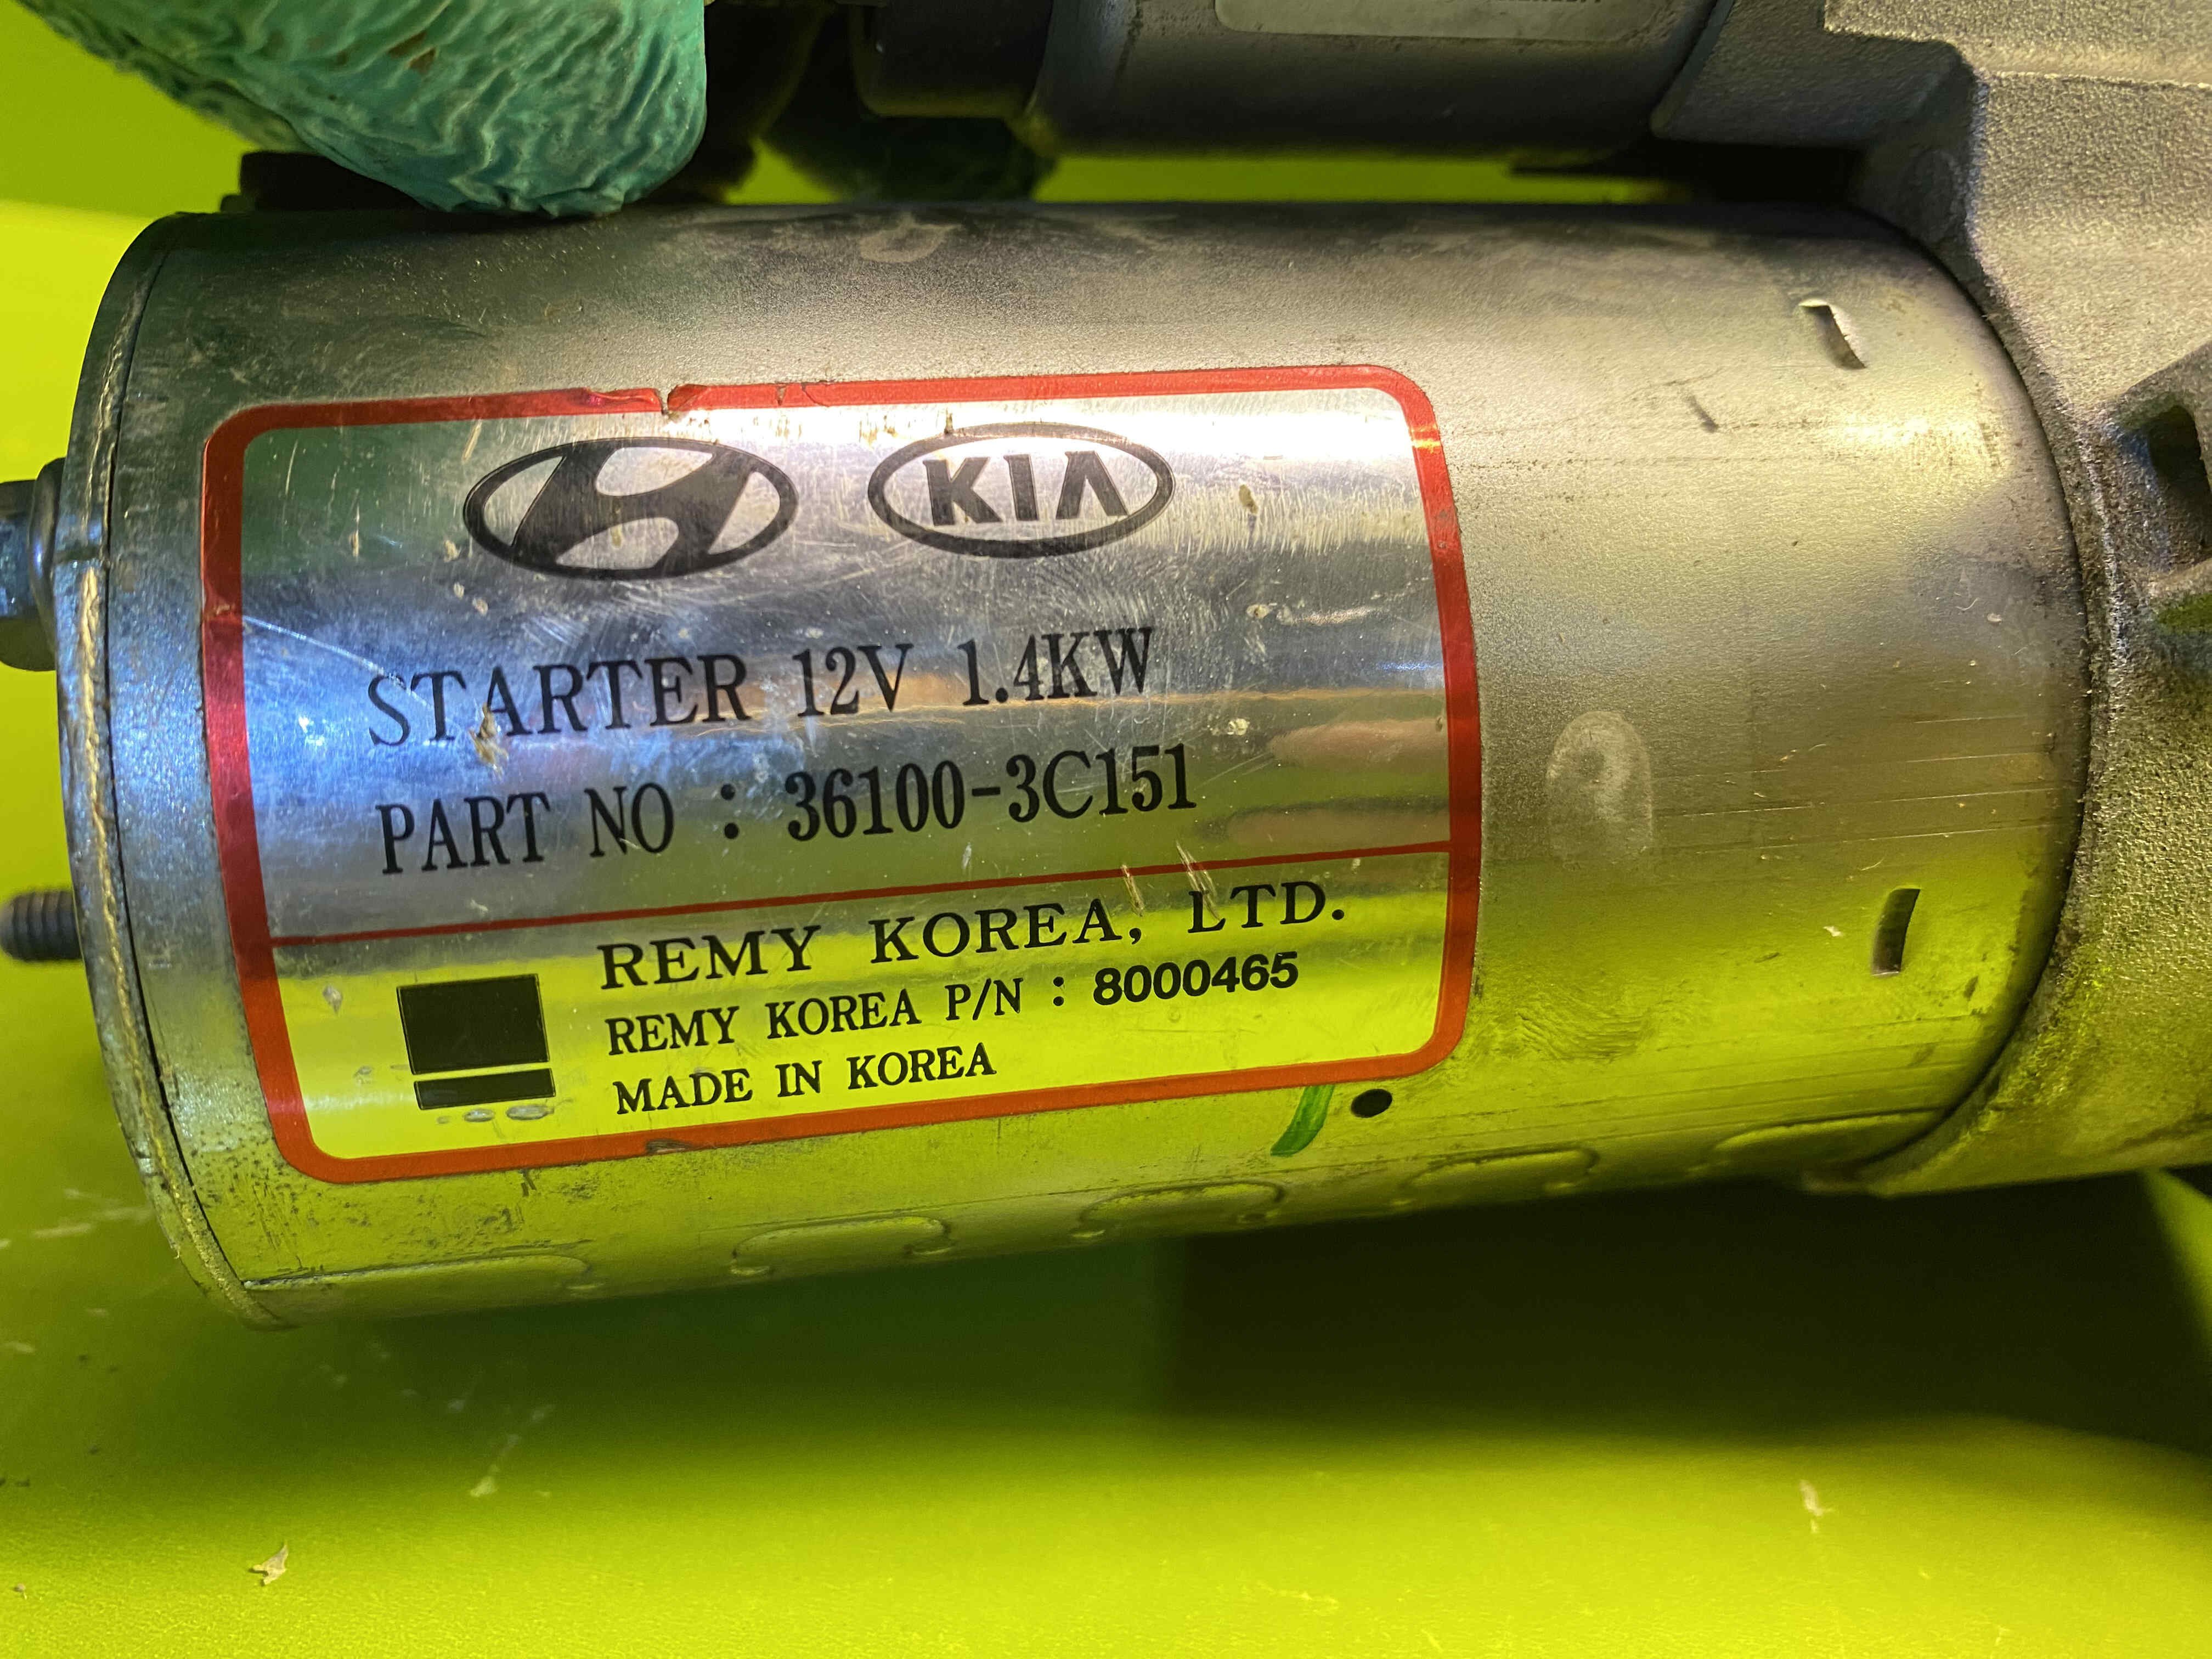 KIA
STARTER 12V 1.4KW
PART NO : 36100-3C151
REMY KOREA, LTD.
REMY KOREA P/N : 8000465
MADE IN KOREA